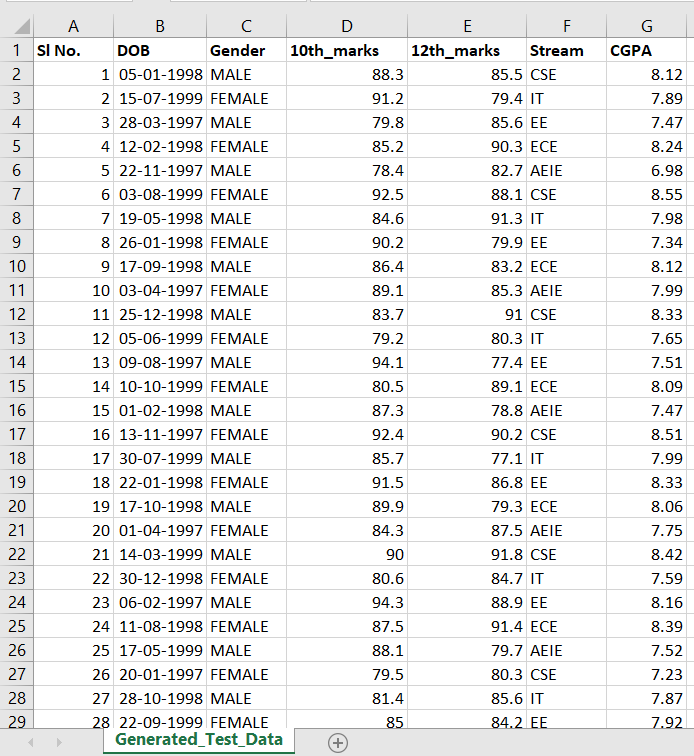 A B C D E F G
1 Sl No. DOB Gender 10th_marks 12th_marks Stream CGPA
2 1 05-01-1998 MALE 88.3 85.5 CSE 8.12
3 2 15-07-1999 FEMALE 91.2 79.4 IT 7.89
4 3 28-03-1997 MALE 79.8 85.6 EE 7.47
5 4 12-02-1998 FEMALE 85.2 90.3 ECE 8.24
6 5 22-11-1997 MALE 78.4 82.7 AEIE 6.98
7 6 03-08-1999 FEMALE 92.5 88.1 CSE 8.55
8 7 19-05-1998 MALE 84.6 91.3 IT 7.98
9 8 26-01-1998 FEMALE 90.2 79.9 EE 7.34
10 9 17-09-1998 MALE 86.4 83.2 ECE 8.12
11 10 03-04-1997 FEMALE 89.1 85.3 AEIE 7.99
12 11 25-12-1998 MALE 83.7 91 CSE 8.33
13 12 05-06-1999 FEMALE 79.2 80.3 IT 7.65
14 13 09-08-1997 MALE 94.1 77.4 EE 7.51
15 14 10-10-1999 FEMALE 80.5 89.1 ECE 8.09
16 15 01-02-1998 MALE 87.3 78.8 AEIE 7.47
17 16 13-11-1997 FEMALE 92.4 90.2 CSE 8.51
18 17 30-07-1999 MALE 85.7 77.1 IT 7.99
19 18 22-01-1998 FEMALE 91.5 86.8 EE 8.33
20 19 17-10-1998 MALE 89.9 79.3 ECE 8.06
21 20 01-04-1997 FEMALE 84.3 87.5 AEIE 7.75
22 21 14-03-1999 MALE 90 91.8 CSE 8.42
23 22 30-12-1998 FEMALE 80.6 84.7 IT 7.59
24 23 06-02-1997 MALE 94.3 88.9 EE 8.16
25 24 11-08-1998 FEMALE 87.5 91.4 ECE 8.39
26 25 17-05-1999 MALE 88.1 79.7 AEIE 7.52
27 26 20-01-1997 FEMALE 79.5 80.3 CSE 7.23
28 27 28-10-1998 MALE 81.4 85.6 IT 7.87
29 28 22-09-1999 FEMALE 85 84.2 EE 7.92
Generated_Test_Data